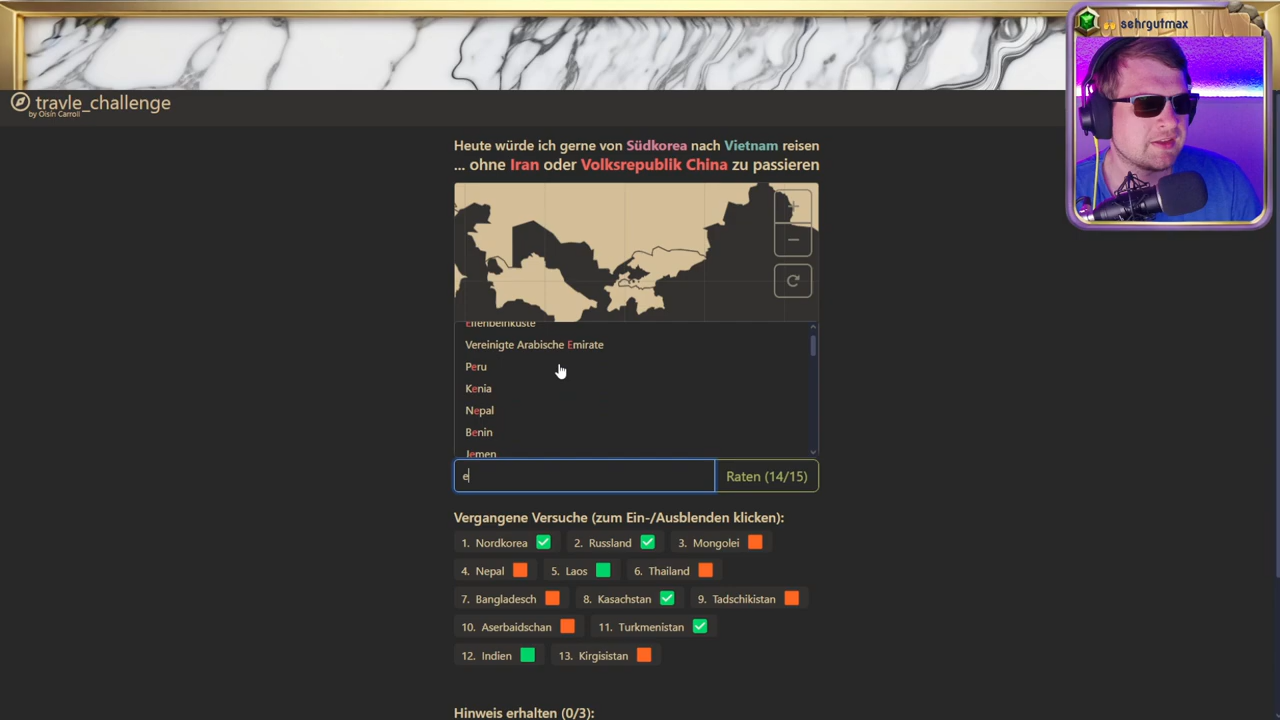 sehrgutmax
travle_challenge
by Oisín Carroll
Heute würde ich gerne von Südkorea nach Vietnam reisen
... ohne Iran oder Volksrepublik China zu passieren
+
−
Elfenbeinküste
Vereinigte Arabische Emirate
Peru
Kenia
Nepal
Benin
Jemen
e
Raten (14/15)
Vergangene Versuche (zum Ein-/Ausblenden klicken):
1. Nordkorea
2. Russland
3. Mongolei
4. Nepal
5. Laos
6. Thailand
7. Bangladesch
8. Kasachstan
9. Tadschikistan
10. Aserbaidschan
11. Turkmenistan
12. Indien
13. Kirgisistan
Hinweis erhalten (0/3):